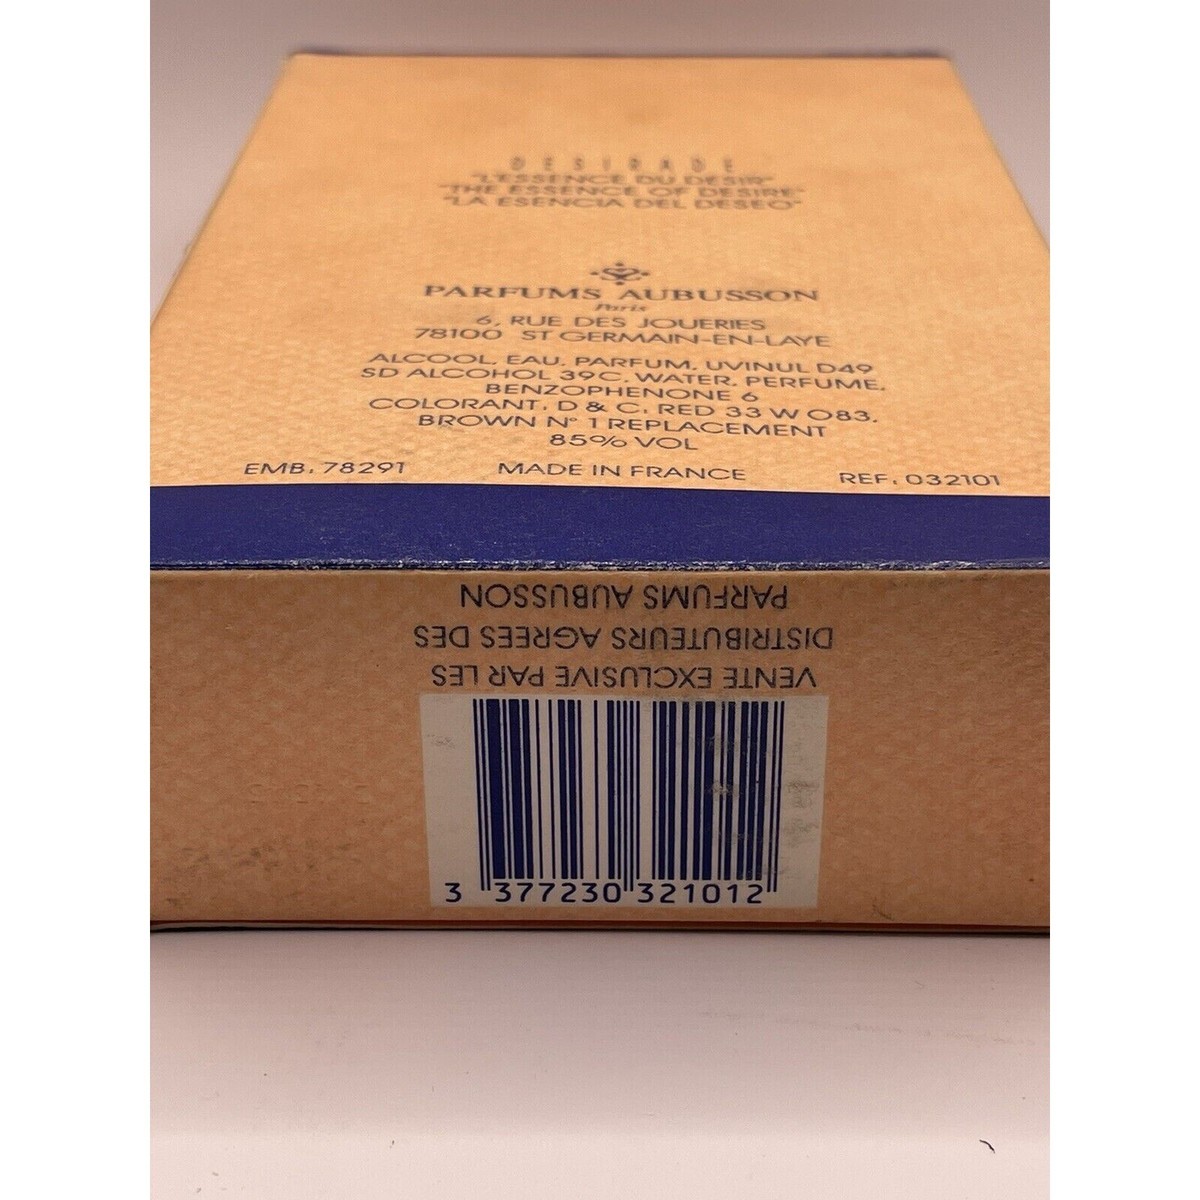 DESIRADE
"L'ESSENCE DU DESIR"
"THE ESSENCE OF DESIRE"
"LA ESENCIA DEL DESEO"
PARFUMS AUBUSSON
Paris
6, RUE DES JOUERIES
78100 ST GERMAIN-EN-LAYE
ALCOOL, EAU, PARFUM, UVINUL D49
SD ALCOHOL 39C, WATER, PERFUME,
BENZOPHENONE 6
COLORANT, D & C, RED 33 W 083,
BROWN N° 1 REPLACEMENT
85% VOL
EMB. 78291 MADE IN FRANCE REF. 032101
VENTE EXCLUSIVE PAR LES
DISTRIBUTEURS AGREES DES
PARFUMS AUBUSSON
3 377230 321012